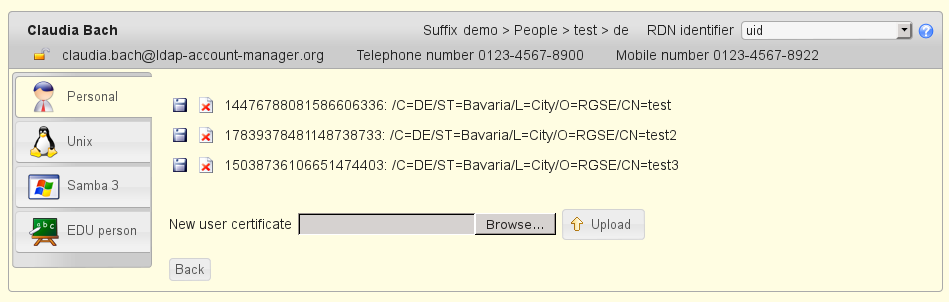 Claudia Bach Suffix demo > People > test > de RDN identifier uid
claudia.bach@ldap-account-manager.org Telephone number 0123-4567-8900 Mobile number 0123-4567-8922
Personal
Unix
Samba 3
EDU person
14476788081586606336: /C=DE/ST=Bavaria/L=City/O=RGSE/CN=test
17839378481148738733: /C=DE/ST=Bavaria/L=City/O=RGSE/CN=test2
15038736106651474403: /C=DE/ST=Bavaria/L=City/O=RGSE/CN=test3
New user certificate Browse... Upload
Back